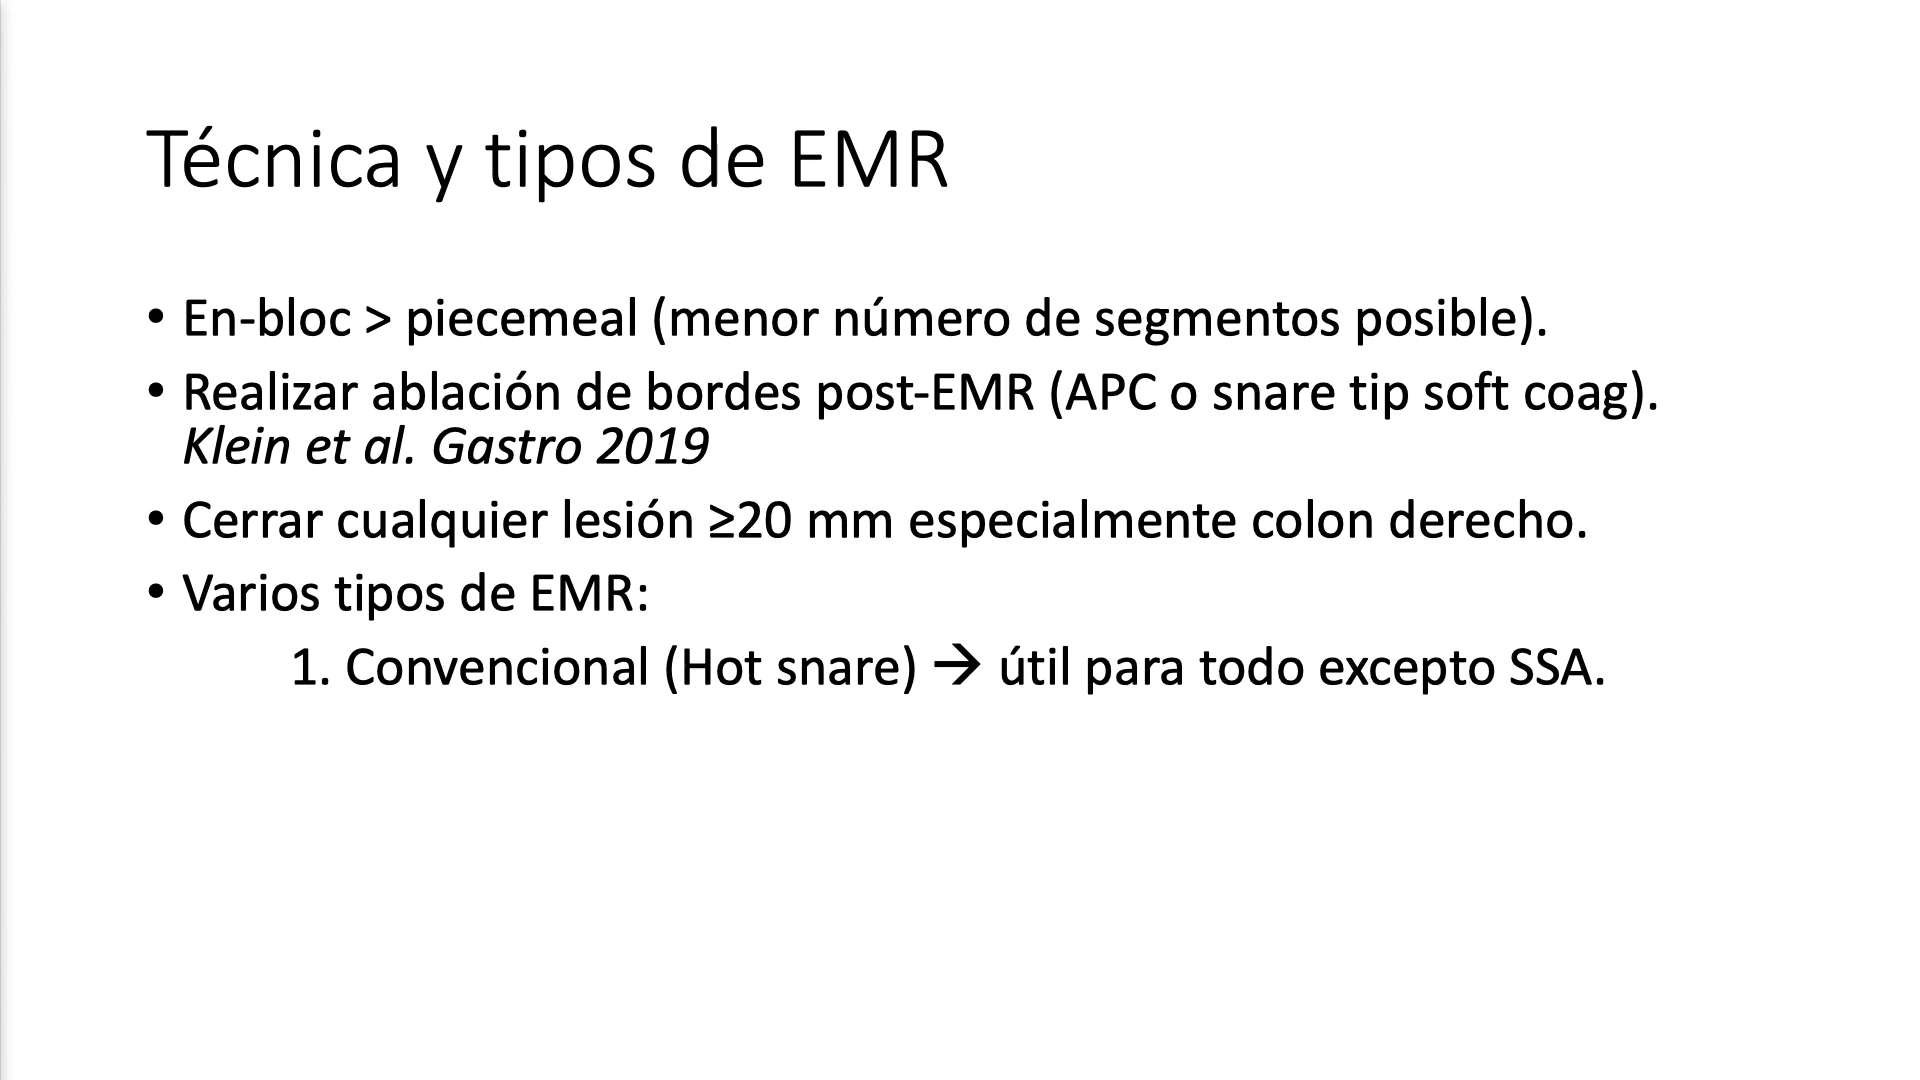 Técnica y tipos de EMR
• En-bloc > piecemeal (menor número de segmentos posible).
• Realizar ablación de bordes post-EMR (APC o snare tip soft coag).
Klein et al. Gastro 2019
• Cerrar cualquier lesión ≥20 mm especialmente colon derecho.
• Varios tipos de EMR:
1. Convencional (Hot snare) → útil para todo excepto SSA.